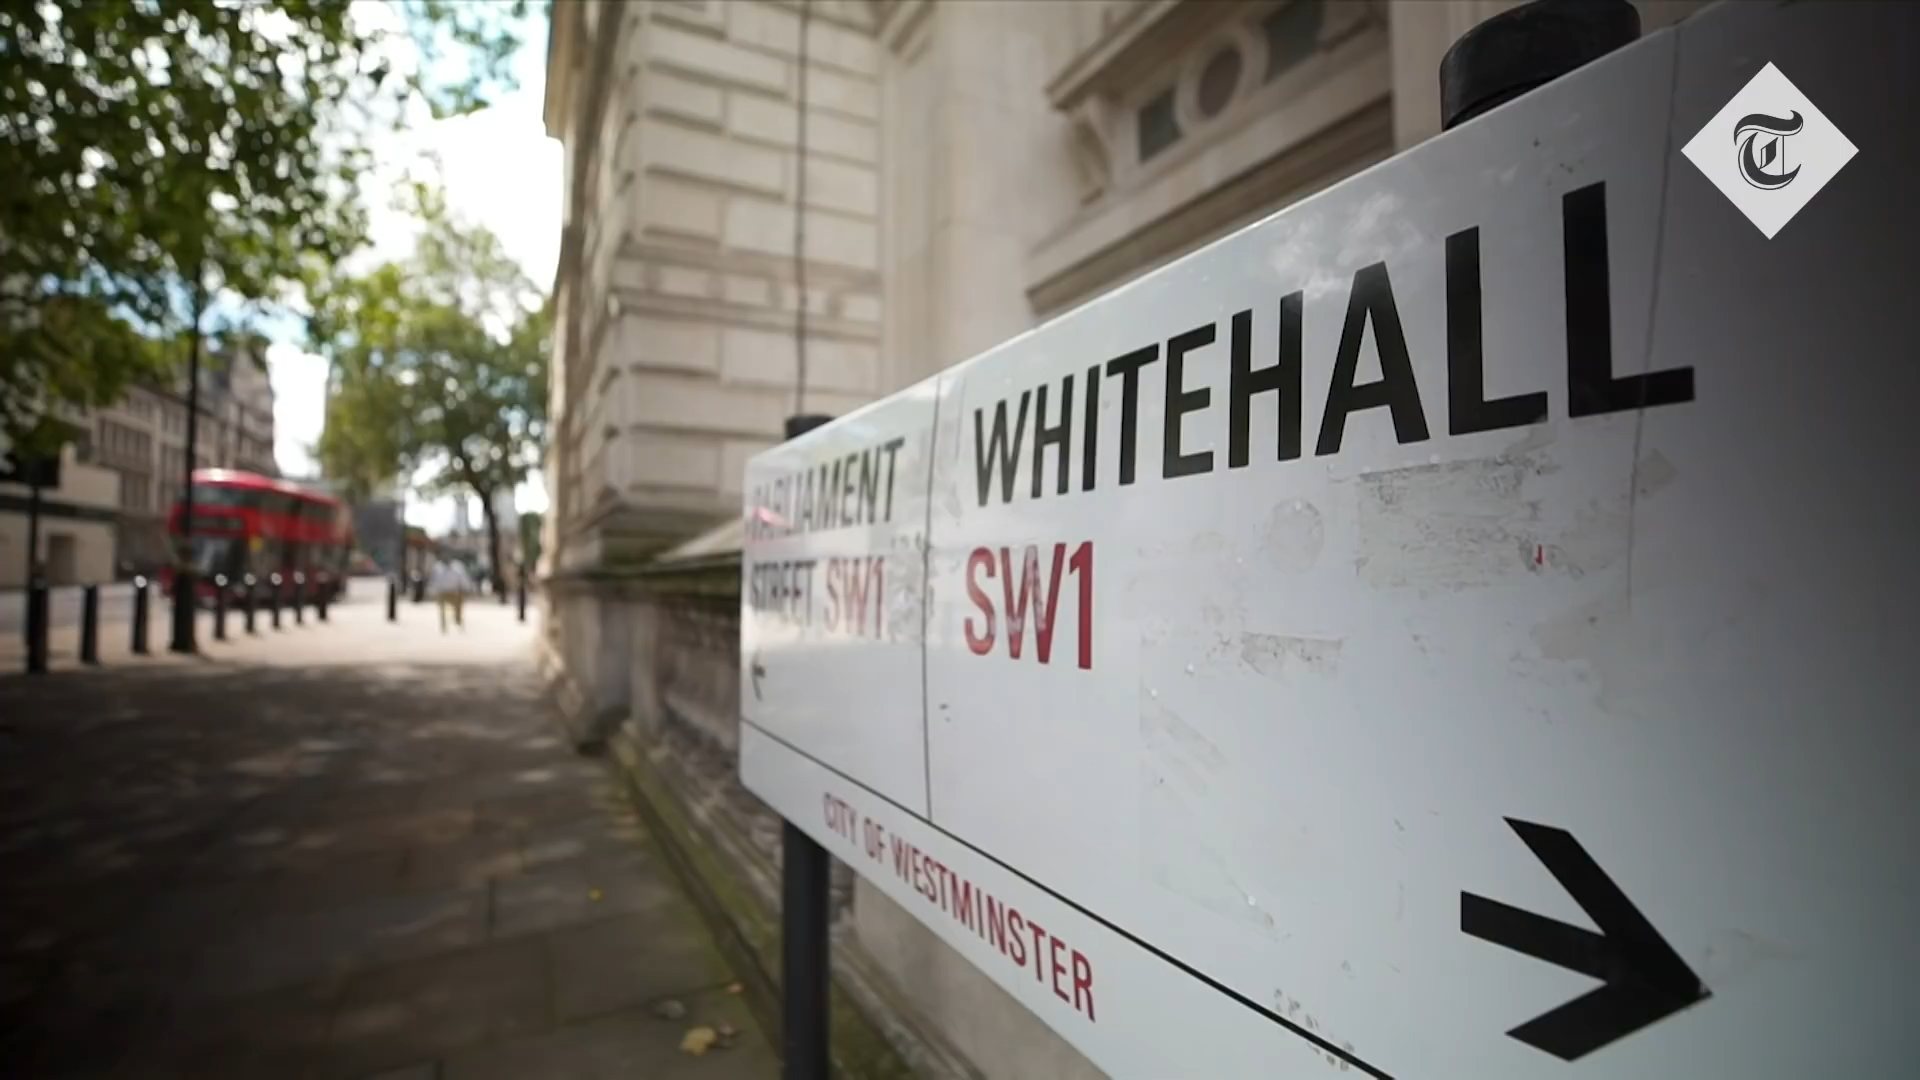 T
WHITEHALL
SW1
PARLIAMENT
STREET SW1
CITY OF WESTMINSTER